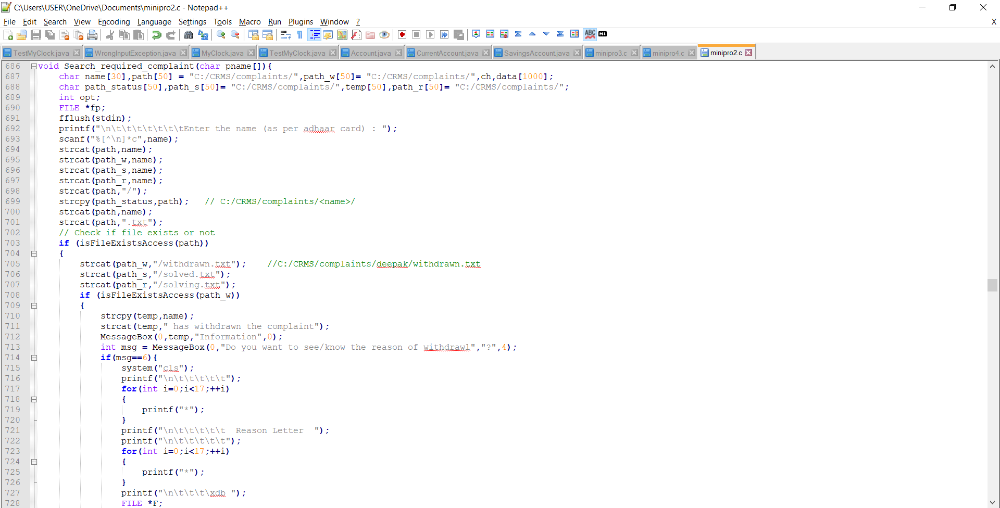 C:\Users\USER\OneDrive\Documents\minipro2.c - Notepad++
File Edit Search View Encoding Language Settings Tools Macro Run Plugins Window ? X
TestMyClock.java WrongInputException.java MyClock.java TestMyClock.java Account.java CurrentAccount.java SavingsAccount.java minipro3.c minipro4.c minipro2.c
686 void Search_required_complaint(char pname[]){
687 char name[30],path[50] = "C:/CRMS/complaints/",path_w[50]= "C:/CRMS/complaints/",ch,data[1000];
688 char path_status[50],path_s[50]= "C:/CRMS/complaints/",temp[50],path_r[50]= "C:/CRMS/complaints/";
689 int opt;
690 FILE *fp;
691 fflush(stdin);
692 printf("\n\t\t\t\t\t\t\tEnter the name (as per adhaar card) : ");
693 scanf("%[^\n]*c",name);
694 strcat(path,name);
695 strcat(path_w,name);
696 strcat(path_s,name);
697 strcat(path_r,name);
698 strcat(path,"/");
699 strcpy(path_status,path); // C:/CRMS/complaints/<name>/
700 strcat(path,name);
701 strcat(path,".txt");
702 // Check if file exists or not
703 if (isFileExistsAccess(path))
704 {
705 strcat(path_w,"/withdrawn.txt"); //C:/CRMS/complaints/deepak/withdrawn.txt
706 strcat(path_s,"/solved.txt");
707 strcat(path_r,"/solving.txt");
708 if (isFileExistsAccess(path_w))
709 {
710 strcpy(temp,name);
711 strcat(temp," has withdrawn the complaint");
712 MessageBox(0,temp,"Information",0);
713 int msg = MessageBox(0,"Do you want to see/know the reason of withdrawl","?",4);
714 if(msg==6){
715 system("cls");
716 printf("\n\t\t\t\t\t");
717 for(int i=0;i<17;++i)
718 {
719 printf("*");
720 }
721 printf("\n\t\t\t\t\t  Reason Letter  ");
722 printf("\n\t\t\t\t\t");
723 for(int i=0;i<17;++i)
724 {
725 printf("*");
726 }
727 printf("\n\t\t\t\xdb ");
728 FILE *F;